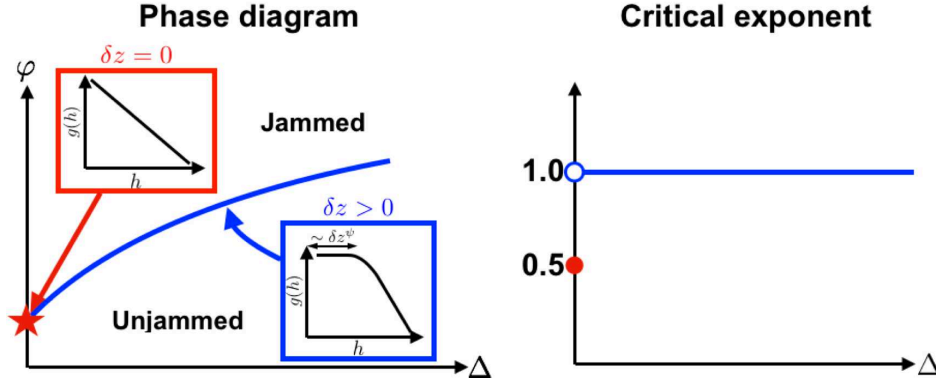 Phase diagram
φ
δz = 0
g(h)
h
Jammed
δz > 0
∼ δz^ψ
g(h)
h
Unjammed
Δ
Critical exponent
1.0
0.5
Δ